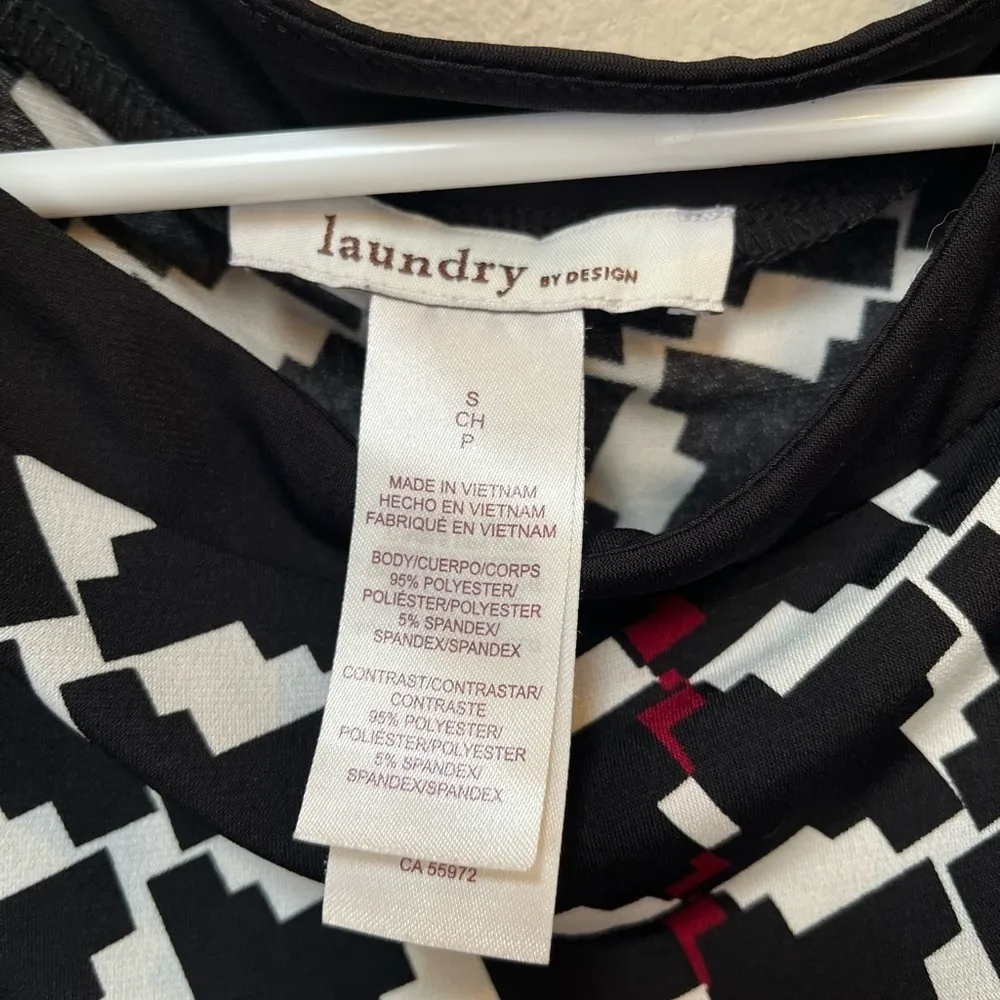 laundry BY DESIGN
S
CH
P
MADE IN VIETNAM
HECHO EN VIETNAM
FABRIQUÉ EN VIETNAM
BODY/CUERPO/CORPS
95% POLYESTER/
POLIÉSTER/POLYESTER
5% SPANDEX/
SPANDEX/SPANDEX
CONTRAST/CONTRASTAR/
CONTRASTE
95% POLYESTER/
POLIESTER/POLYESTER
5% SPANDEX/
SPANDEX/SPANDEX
CA 55972